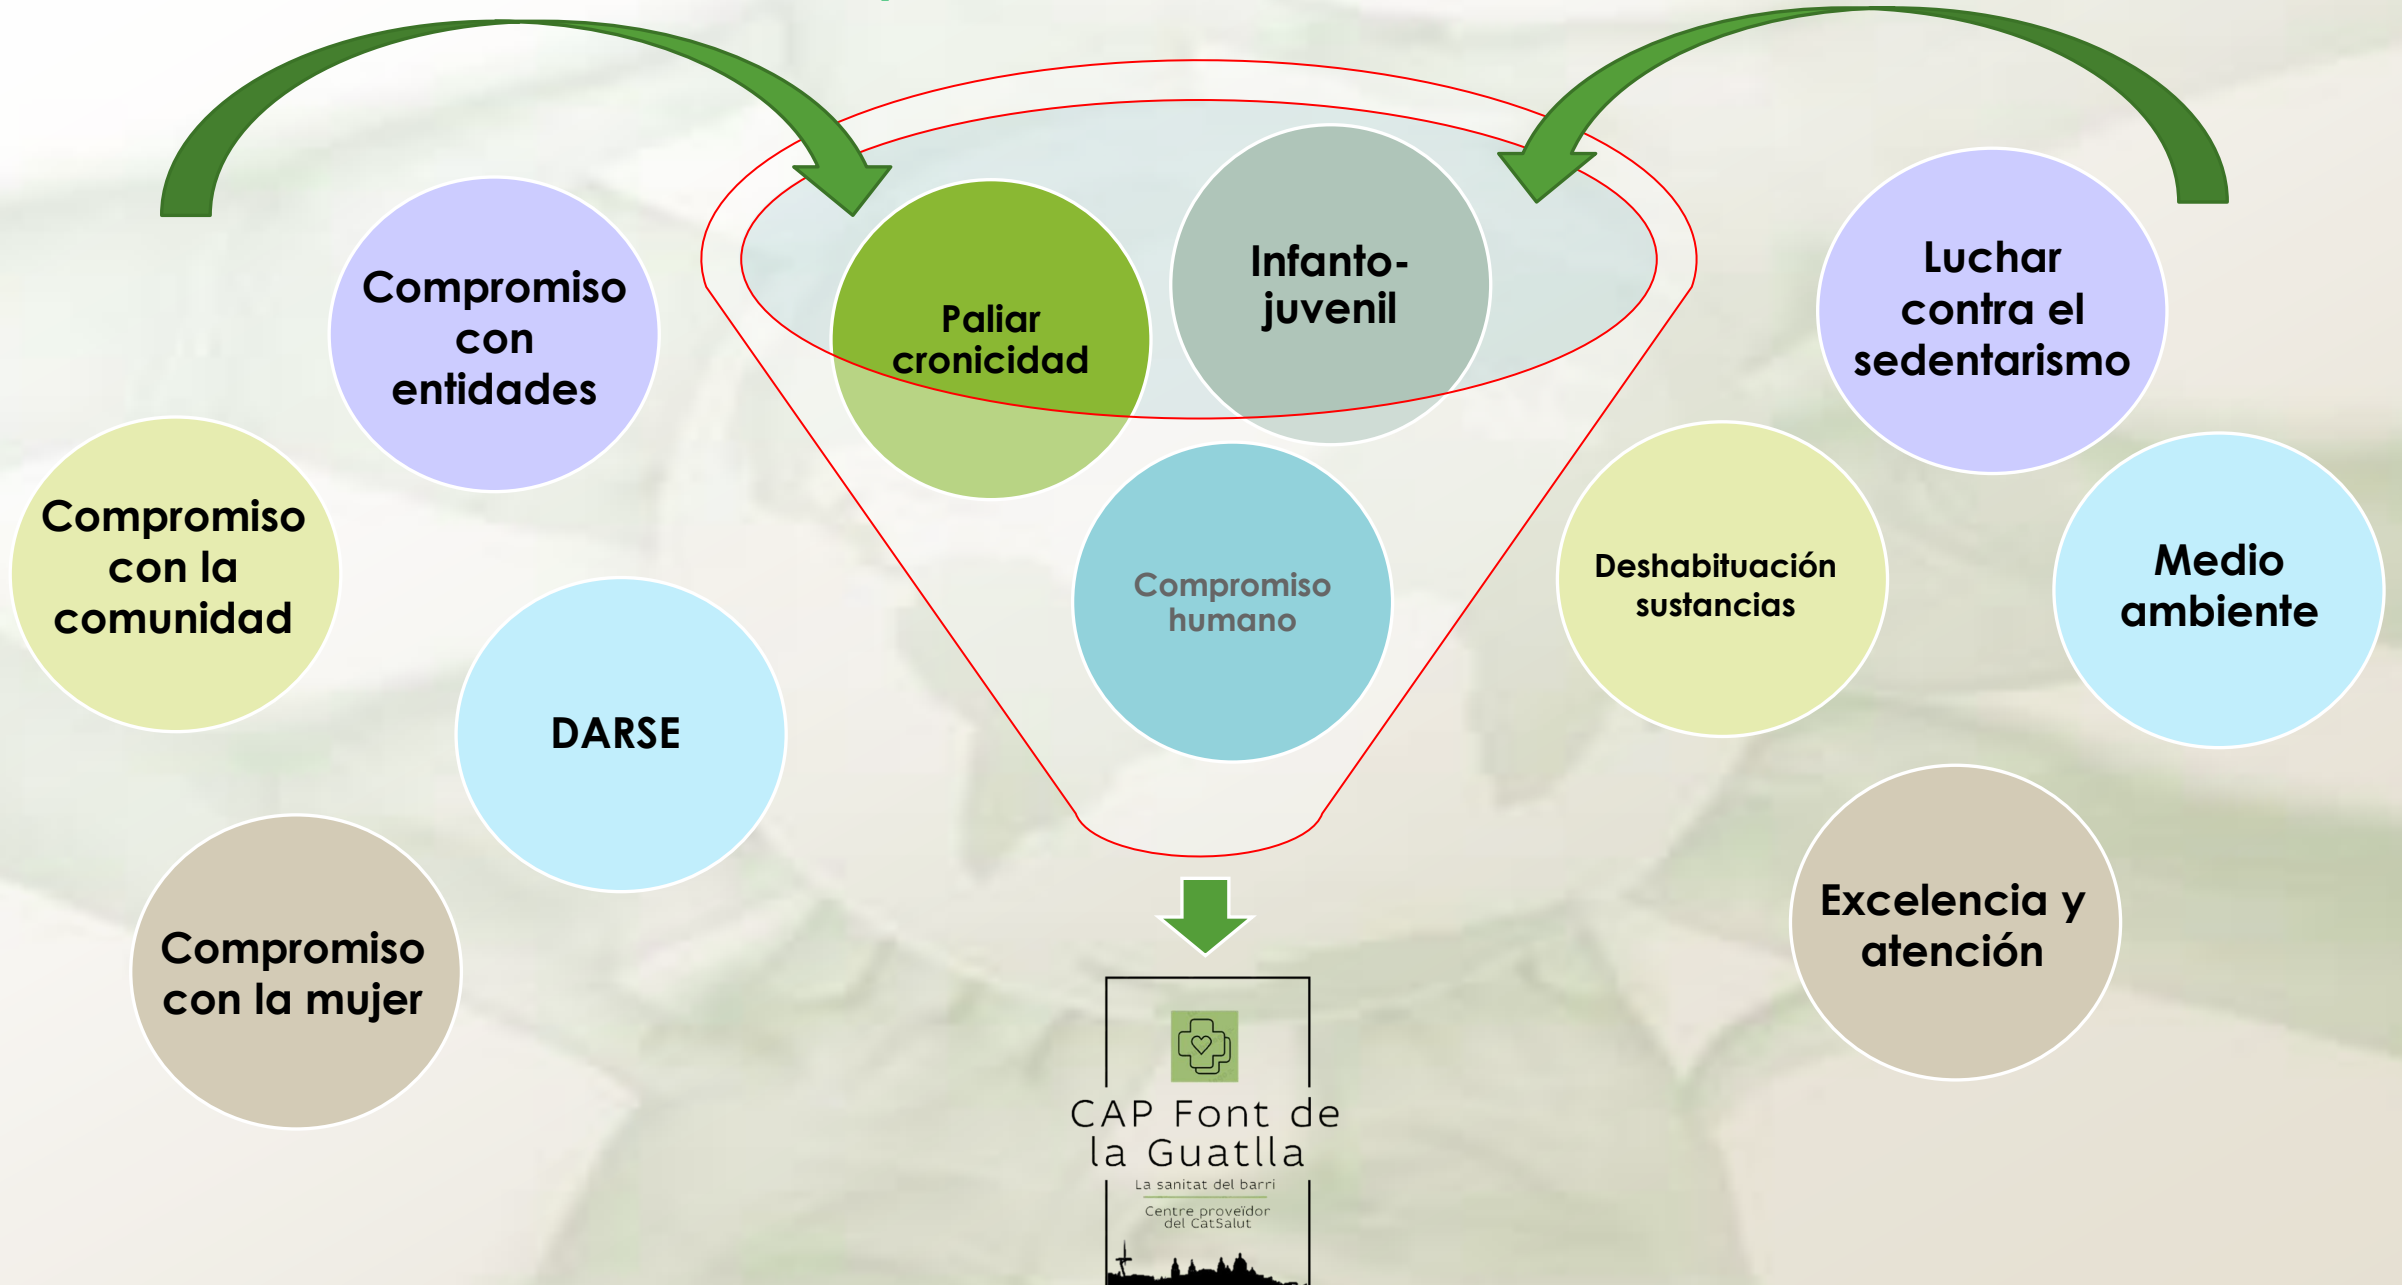 Compromiso
con
entidades
Compromiso
con la
comunidad
DARSE
Compromiso
con la mujer
Paliar
cronicidad
Infanto-
juvenil
Compromiso
humano
Luchar
contra el
sedentarismo
Deshabituación
sustancias
Medio
ambiente
Excelencia y
atención
CAP Font de
la Guatlla
La sanitat del barri
Centre proveïdor
del CatSalut